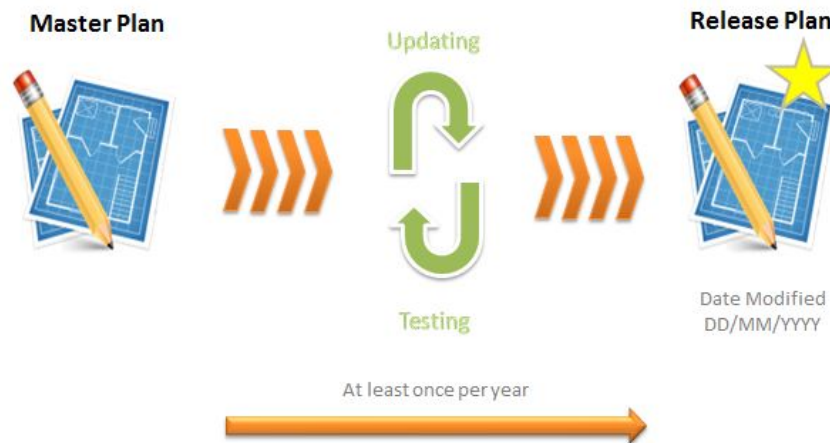 Master Plan
Updating
Release Plan
Testing
Date Modified
DD/MM/YYYY
At least once per year